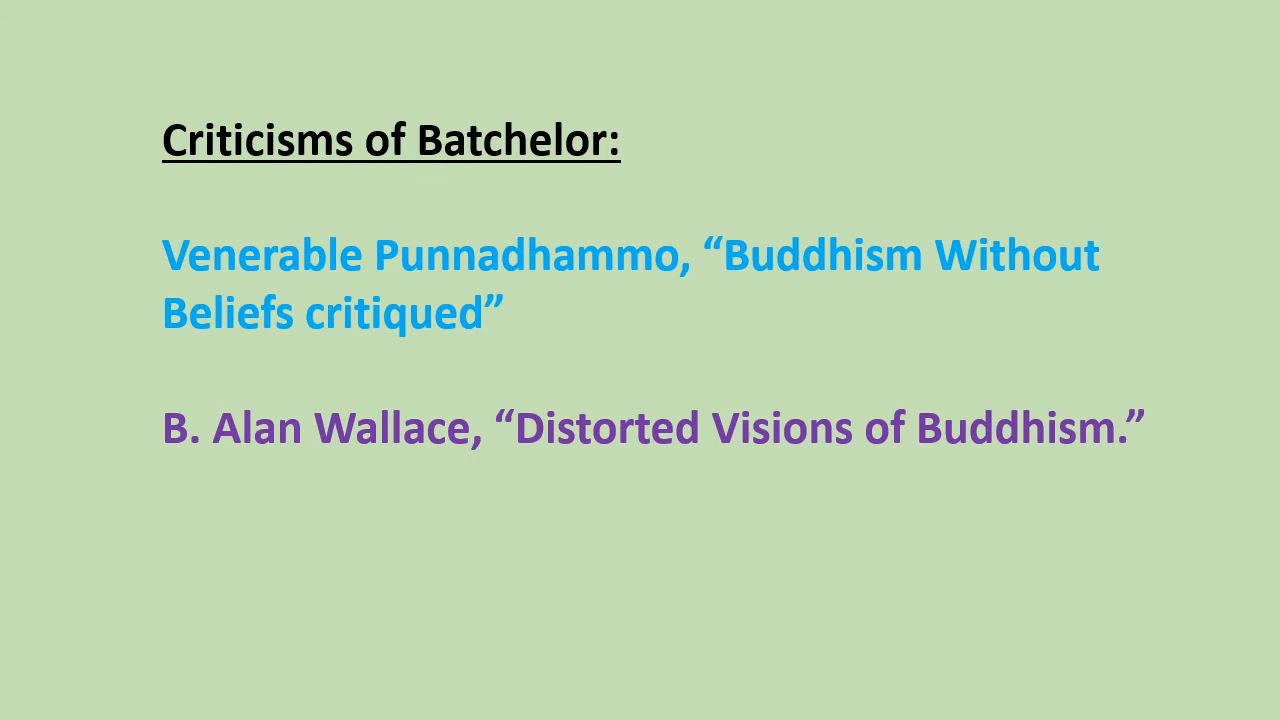 Criticisms of Batchelor:
Venerable Punnadhammo, “Buddhism Without
Beliefs critiqued”
B. Alan Wallace, “Distorted Visions of Buddhism.”